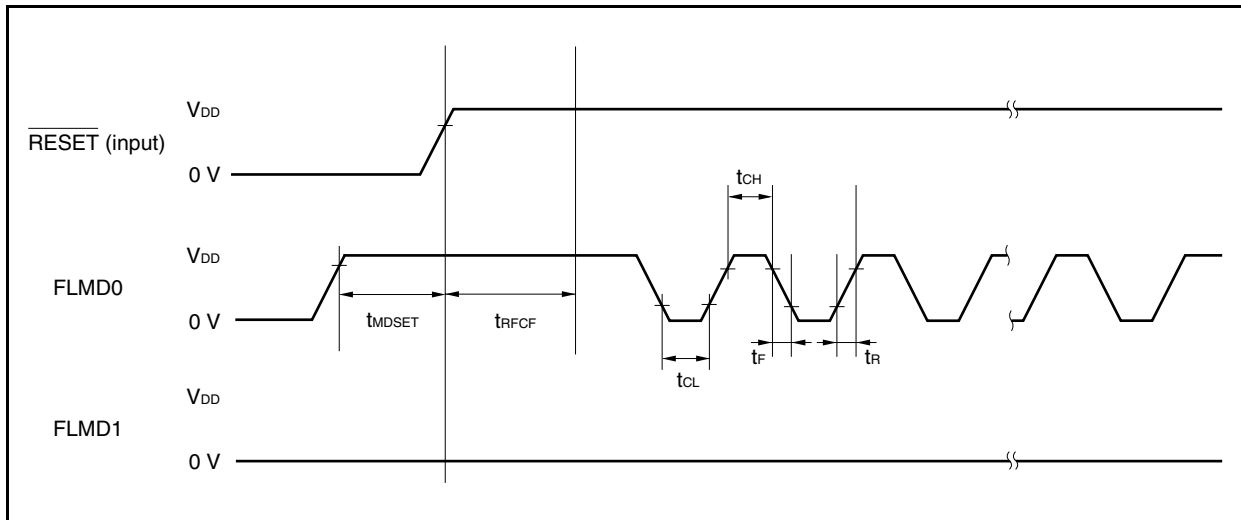 VDD
RESET (input)
0 V
tCH
VDD
FLMD0
0 V
tMDSET
tRFCF
tF
tR
tCL
VDD
FLMD1
0 V